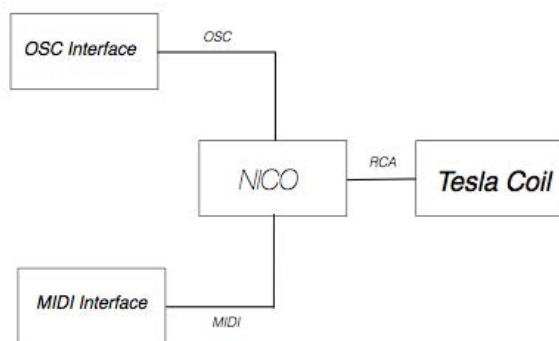 OSC Interface
OSC
NICO
RCA
Tesla Coil
MIDI Interface
MIDI